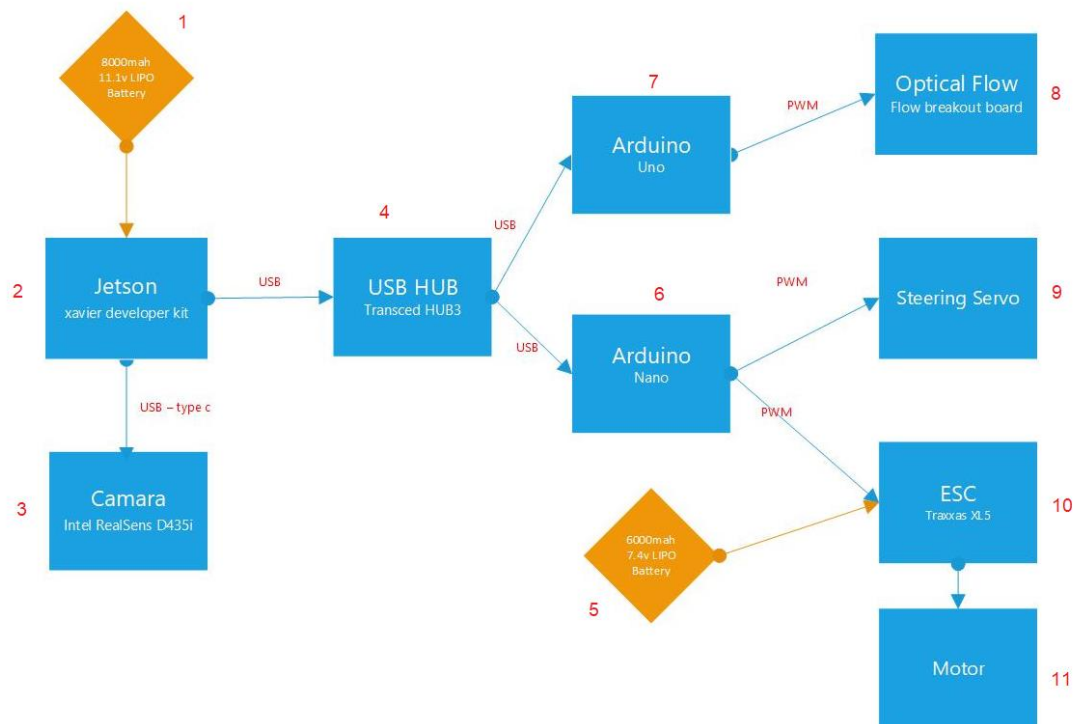 1
8000mah
11.1v LIPO
Battery
2
Jetson
xavier developer kit
USB
USB – type c
3
Camara
Intel RealSens D435i
4
USB HUB
Transced HUB3
USB
USB
7
Arduino
Uno
PWM
8
Optical Flow
Flow breakout board
6
Arduino
Nano
PWM
9
Steering Servo
PWM
5
6000mah
7.4v LIPO
Battery
10
ESC
Traxxas XL5
11
Motor